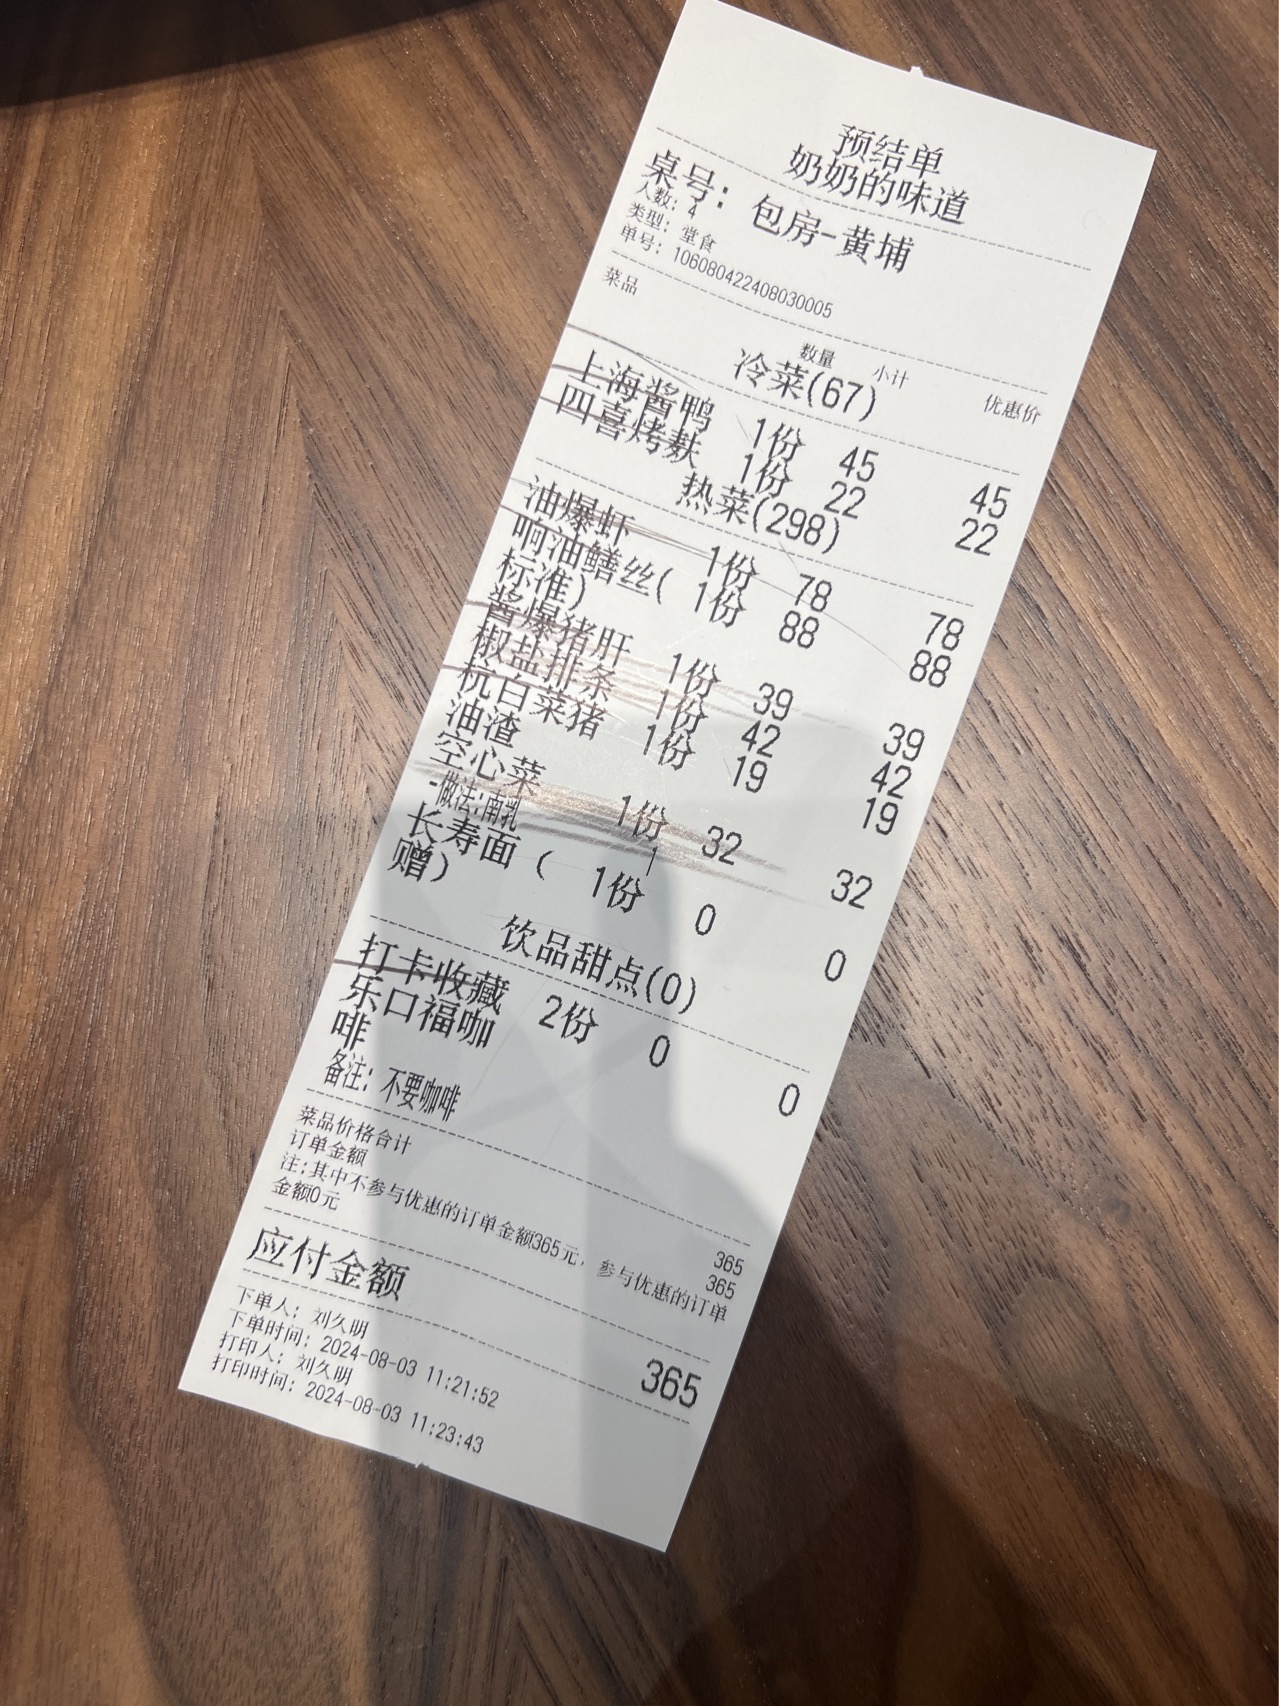 预结单
奶奶的味道
桌号：包房-黄埔
人数：4
类型：堂食
单号：106080422408030005
菜品 数量 小计 优惠价
冷菜(67)
上海酱鸭 1份 45 45
四喜烤麸 1份 22 22
热菜(298)
油爆虾 1份 78 78
响油鳝丝( 1份 88 88
标准)
酱爆猪肝 1份 39 39
椒盐排条 1份 42 42
杭白菜猪 1份 19 19
油渣
空心菜 1份 32 32
-做法:南乳 1
长寿面（ 1份 0 0
赠）
饮品甜点(0)
打卡收藏 2份 0 0
乐口福咖
啡
备注：不要咖啡
菜品价格合计 365
订单金额 365
注:其中不参与优惠的订单金额365元，参与优惠的订单
金额0元
应付金额 365
下单人：刘久明
下单时间：2024-08-03 11:21:52
打印人：刘久明
打印时间：2024-08-03 11:23:43